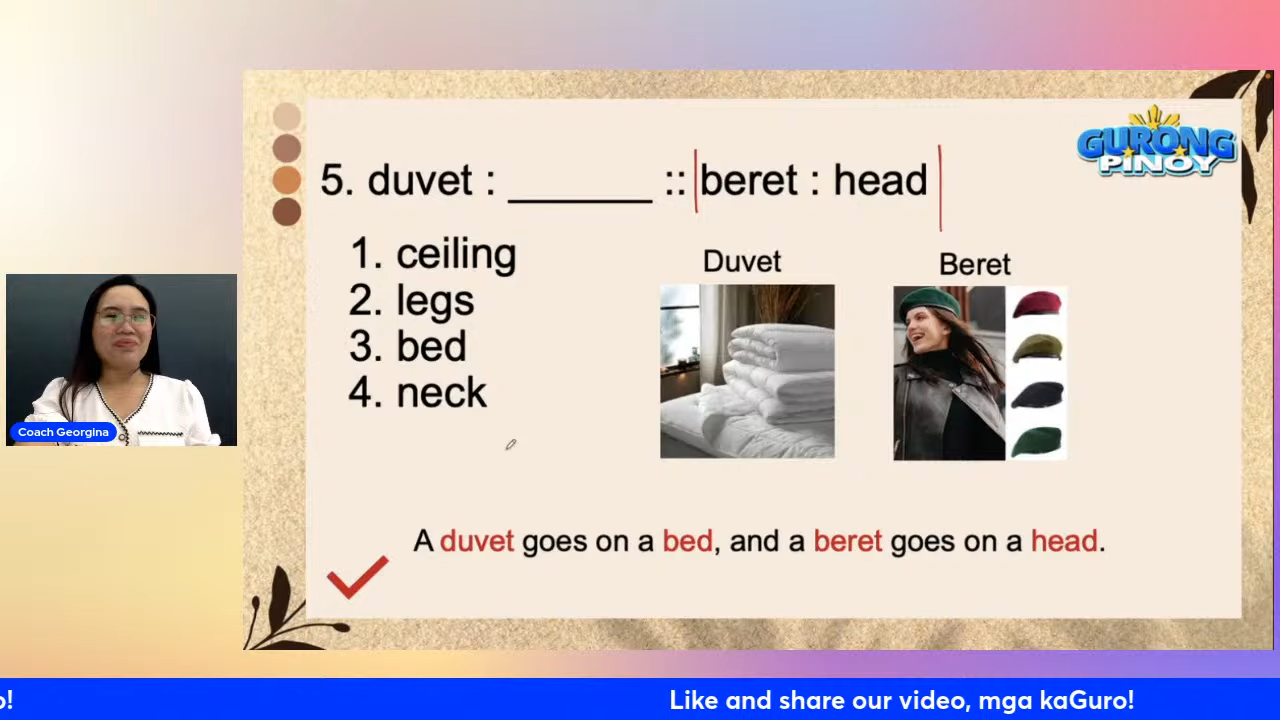 GURONG
PINOY
5. duvet : ________ :: beret : head
1. ceiling
2. legs
3. bed
4. neck
Duvet
Beret
A duvet goes on a bed, and a beret goes on a head.
Coach Georgina
o!
Like and share our video, mga kaGuro!